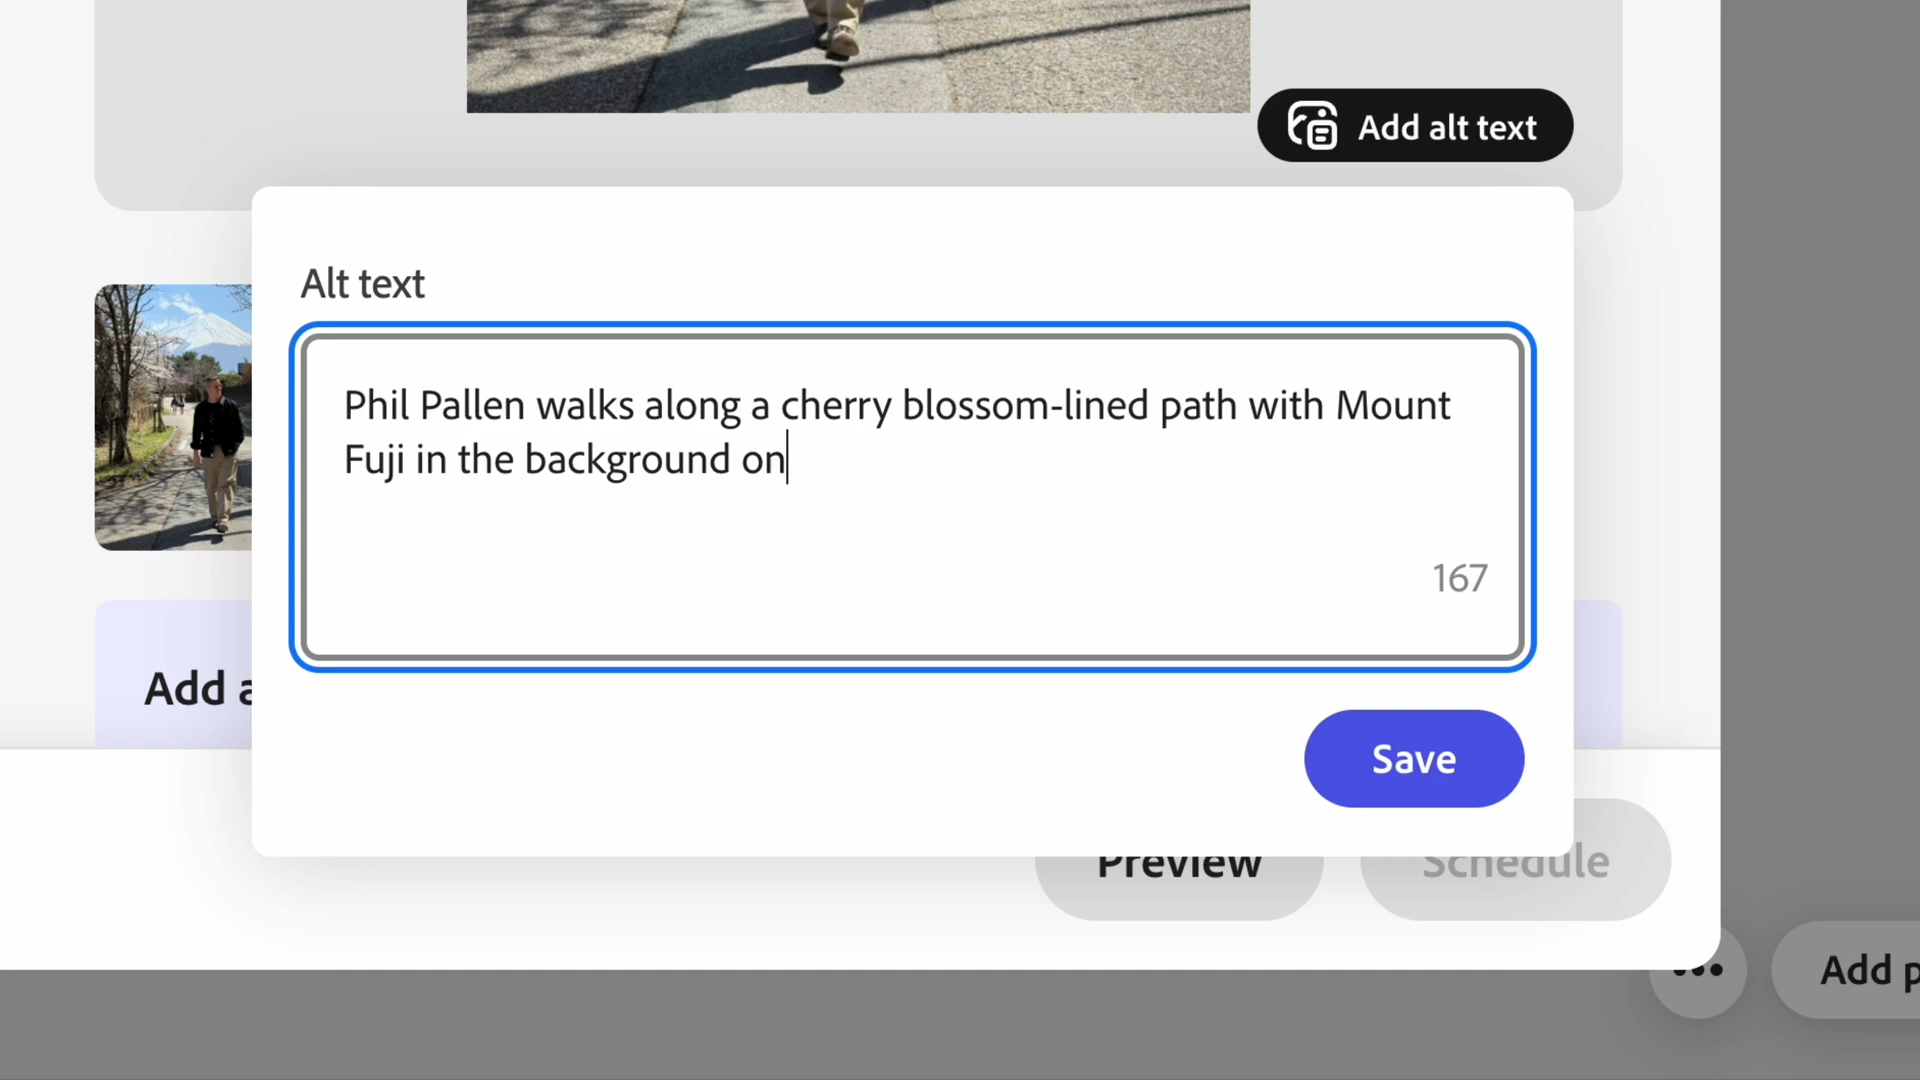 Add alt text
Alt text
Phil Pallen walks along a cherry blossom-lined path with Mount
Fuji in the background on
167
Add a
Save
Preview
Schedule
Add p